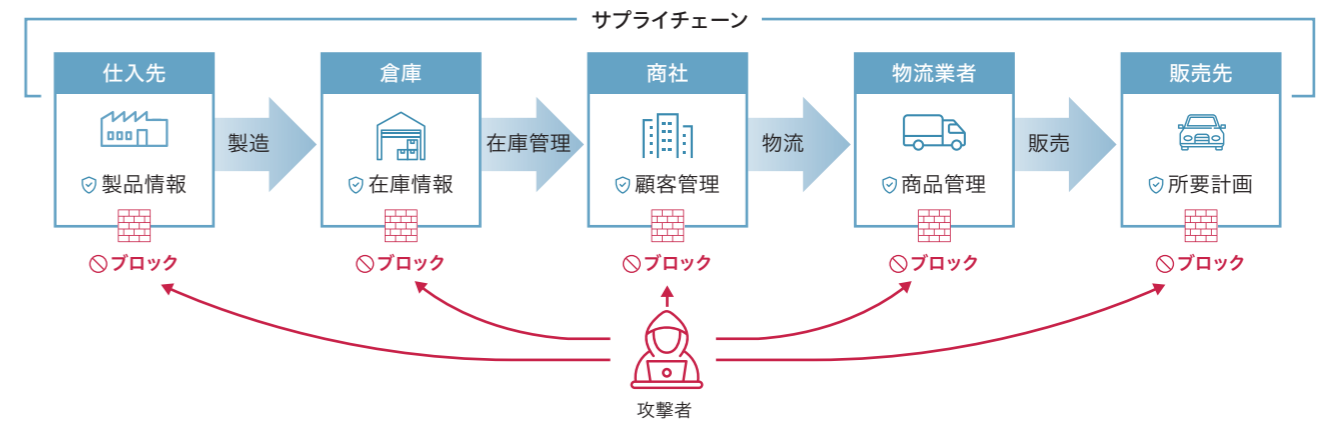 サプライチェーン
仕入先
倉庫
商社
物流業者
販売先
製造
在庫管理
物流
販売
製品情報
在庫情報
顧客管理
商品管理
所要計画
ブロック
ブロック
ブロック
ブロック
ブロック
攻撃者